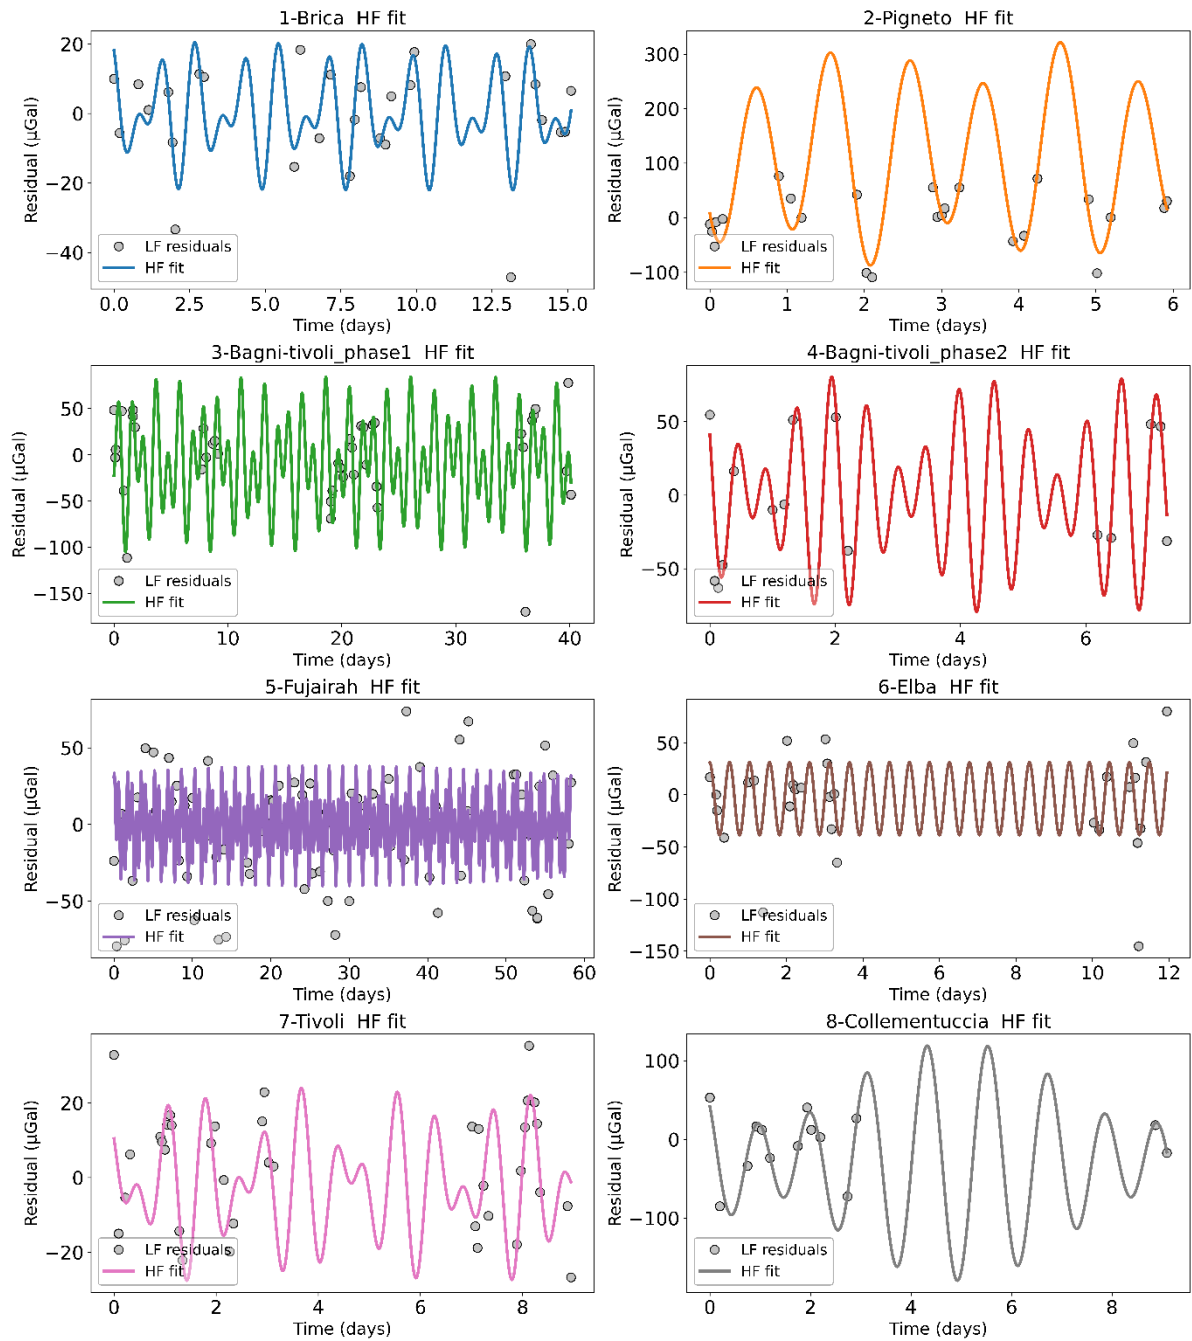 1-Brica  HF fit
Residual (μGal)
20
0
−20
−40
LF residuals
HF fit
0.0 2.5 5.0 7.5 10.0 12.5 15.0
Time (days)
2-Pigneto  HF fit
Residual (μGal)
300
200
100
0
−100
LF residuals
HF fit
0 1 2 3 4 5 6
Time (days)
3-Bagni-tivoli_phase1  HF fit
Residual (μGal)
50
0
−50
−100
−150
LF residuals
HF fit
0 10 20 30 40
Time (days)
4-Bagni-tivoli_phase2  HF fit
Residual (μGal)
50
0
−50
LF residuals
HF fit
0 2 4 6
Time (days)
5-Fujairah  HF fit
Residual (μGal)
50
0
−50
LF residuals
HF fit
0 10 20 30 40 50 60
Time (days)
6-Elba  HF fit
Residual (μGal)
50
0
−50
−100
−150
LF residuals
HF fit
0 2 4 6 8 10 12
Time (days)
7-Tivoli  HF fit
Residual (μGal)
20
0
−20
LF residuals
HF fit
0 2 4 6 8
Time (days)
8-Collementuccia  HF fit
Residual (μGal)
100
0
−100
LF residuals
HF fit
0 2 4 6 8
Time (days)